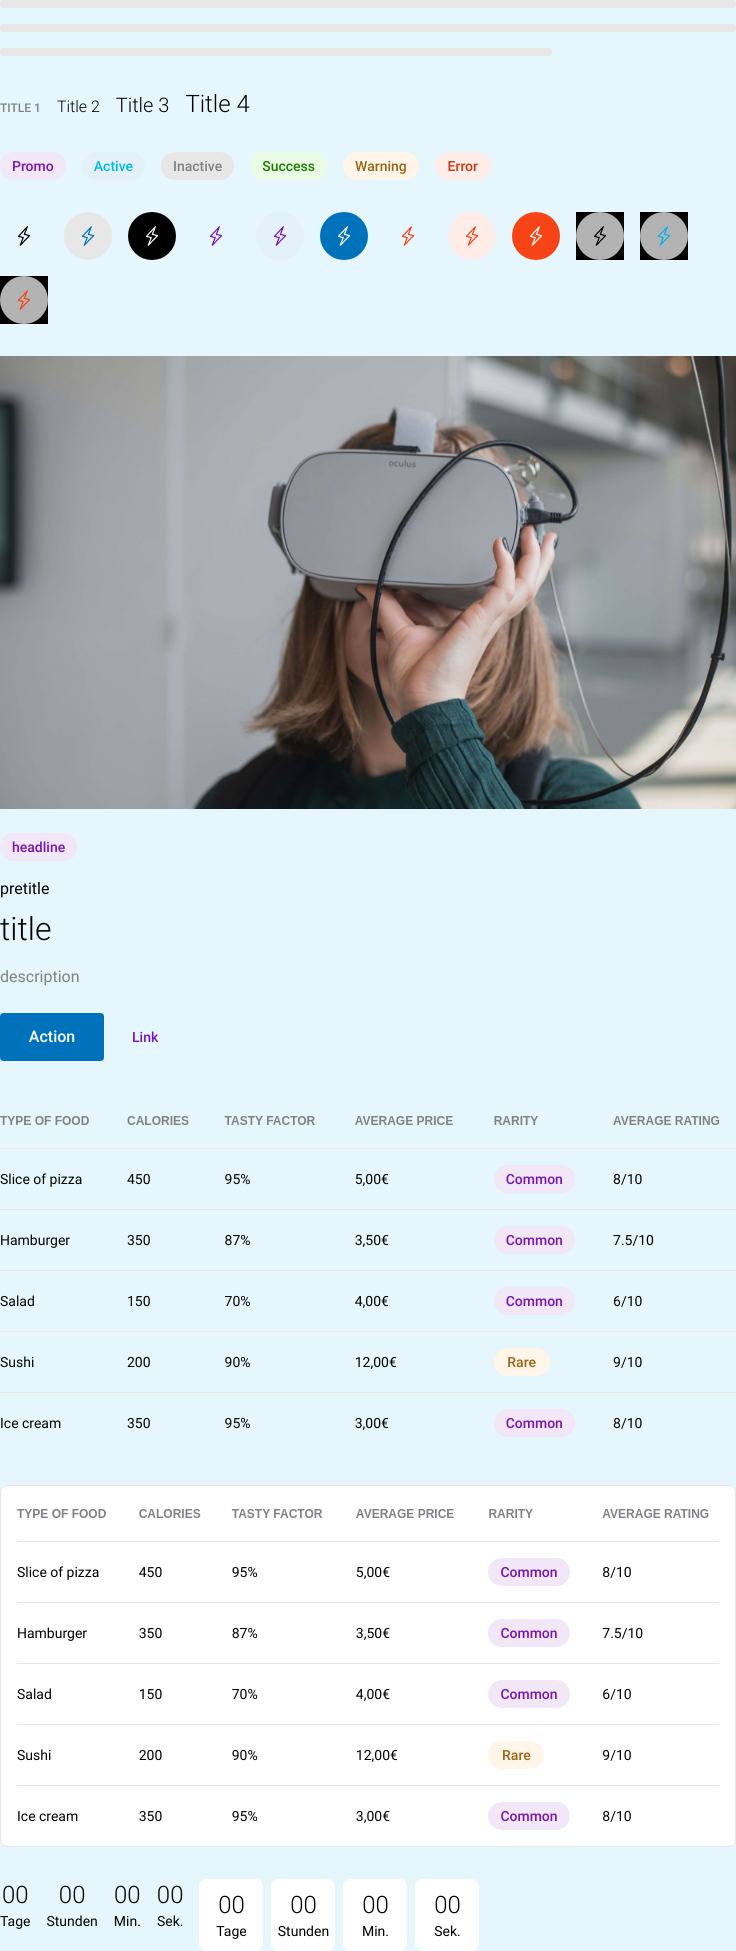 TITLE 1 Title 2 Title 3 Title 4
Promo Active Inactive Success Warning Error
oculus
headline
pretitle
title
description
Action Link
TYPE OF FOOD CALORIES TASTY FACTOR AVERAGE PRICE RARITY AVERAGE RATING
Slice of pizza 450 95% 5,00€ Common 8/10
Hamburger 350 87% 3,50€ Common 7.5/10
Salad 150 70% 4,00€ Common 6/10
Sushi 200 90% 12,00€ Rare 9/10
Ice cream 350 95% 3,00€ Common 8/10
TYPE OF FOOD CALORIES TASTY FACTOR AVERAGE PRICE RARITY AVERAGE RATING
Slice of pizza 450 95% 5,00€ Common 8/10
Hamburger 350 87% 3,50€ Common 7.5/10
Salad 150 70% 4,00€ Common 6/10
Sushi 200 90% 12,00€ Rare 9/10
Ice cream 350 95% 3,00€ Common 8/10
00 00 00 00 00 00 00 00
Tage Stunden Min. Sek. Tage Stunden Min. Sek.